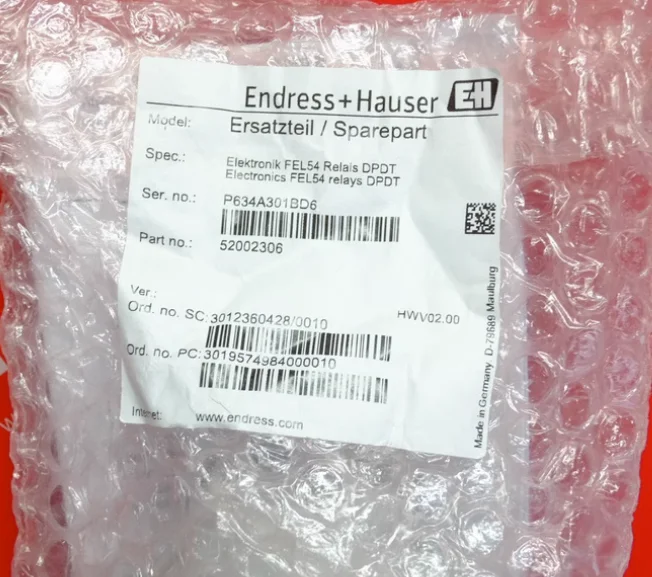 Endress+Hauser EH
Model: Ersatzteil / Sparepart
Spec.: Elektronik FEL54 Relais DPDT
Electronics FEL54 relays DPDT
Ser. no.: P634A301BD6
Part no.: 52002306
Ver.:
Ord. no. SC: 3012360428/0010 HWV02.00
Ord. no. PC: 3019574984000010
Internet: www.endress.com
Made in Germany D-79689 Maulburg